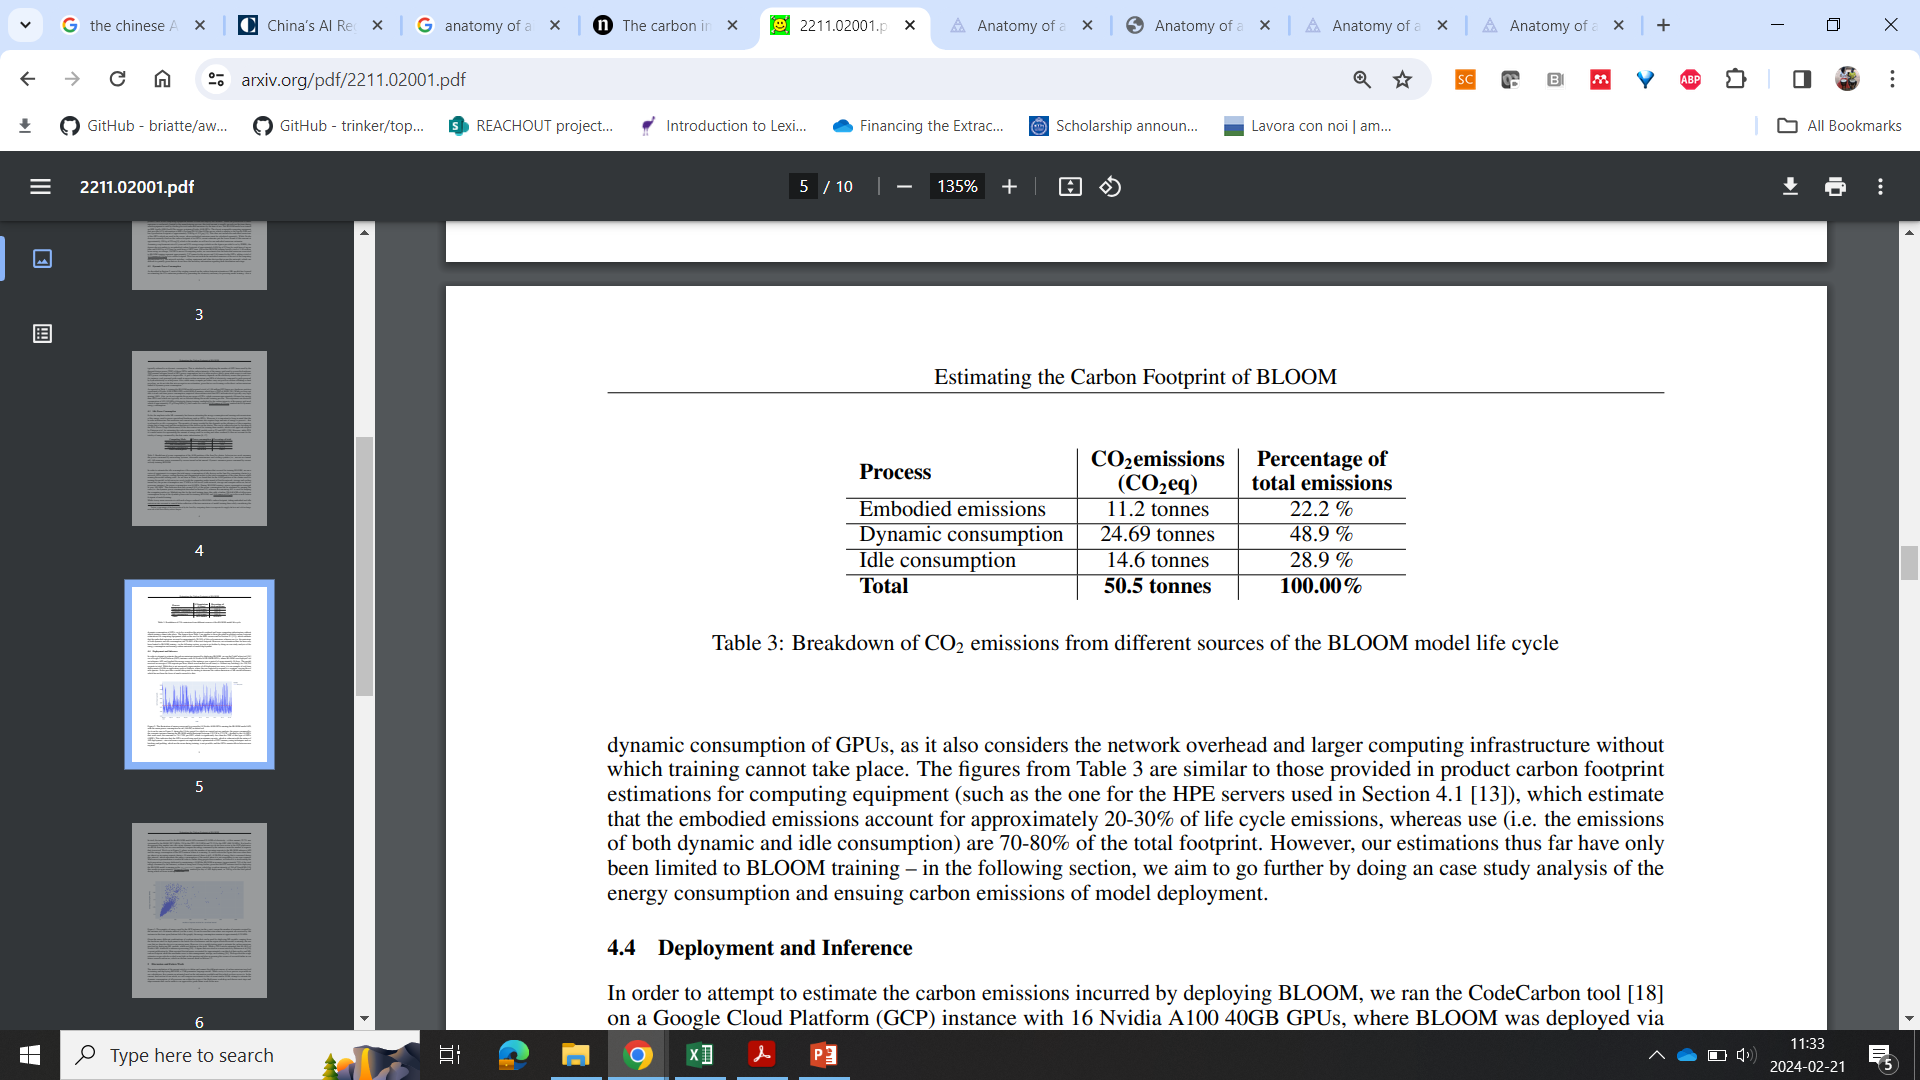 the Chinese A
China's AI Re
anatomy of a
The carbon in
2211.02001.p
Anatomy of a
Anatomy of a
Anatomy of a
Anatomy of a
arxiv.org/pdf/2211.02001.pdf
SC
ABP
GitHub - briatte/aw...
GitHub - trinker/top...
REACHOUT project...
Introduction to Lexi...
Financing the Extrac...
Scholarship announ...
Lavora con noi | am...
All Bookmarks
2211.02001.pdf
5 / 10
135%
3
4
5
6
Estimating the Carbon Footprint of BLOOM
Process CO₂emissions (CO₂eq) Percentage of total emissions
Embodied emissions 11.2 tonnes 22.2 %
Dynamic consumption 24.69 tonnes 48.9 %
Idle consumption 14.6 tonnes 28.9 %
Total 50.5 tonnes 100.00%
Table 3: Breakdown of CO₂ emissions from different sources of the BLOOM model life cycle
dynamic consumption of GPUs, as it also considers the network overhead and larger computing infrastructure without
which training cannot take place. The figures from Table 3 are similar to those provided in product carbon footprint
estimations for computing equipment (such as the one for the HPE servers used in Section 4.1 [13]), which estimate
that the embodied emissions account for approximately 20-30% of life cycle emissions, whereas use (i.e. the emissions
of both dynamic and idle consumption) are 70-80% of the total footprint. However, our estimations thus far have only
been limited to BLOOM training – in the following section, we aim to go further by doing an case study analysis of the
energy consumption and ensuing carbon emissions of model deployment.
4.4 Deployment and Inference
In order to attempt to estimate the carbon emissions incurred by deploying BLOOM, we ran the CodeCarbon tool [18]
on a Google Cloud Platform (GCP) instance with 16 Nvidia A100 40GB GPUs, where BLOOM was deployed via
Type here to search
11:33
2024-02-21
5